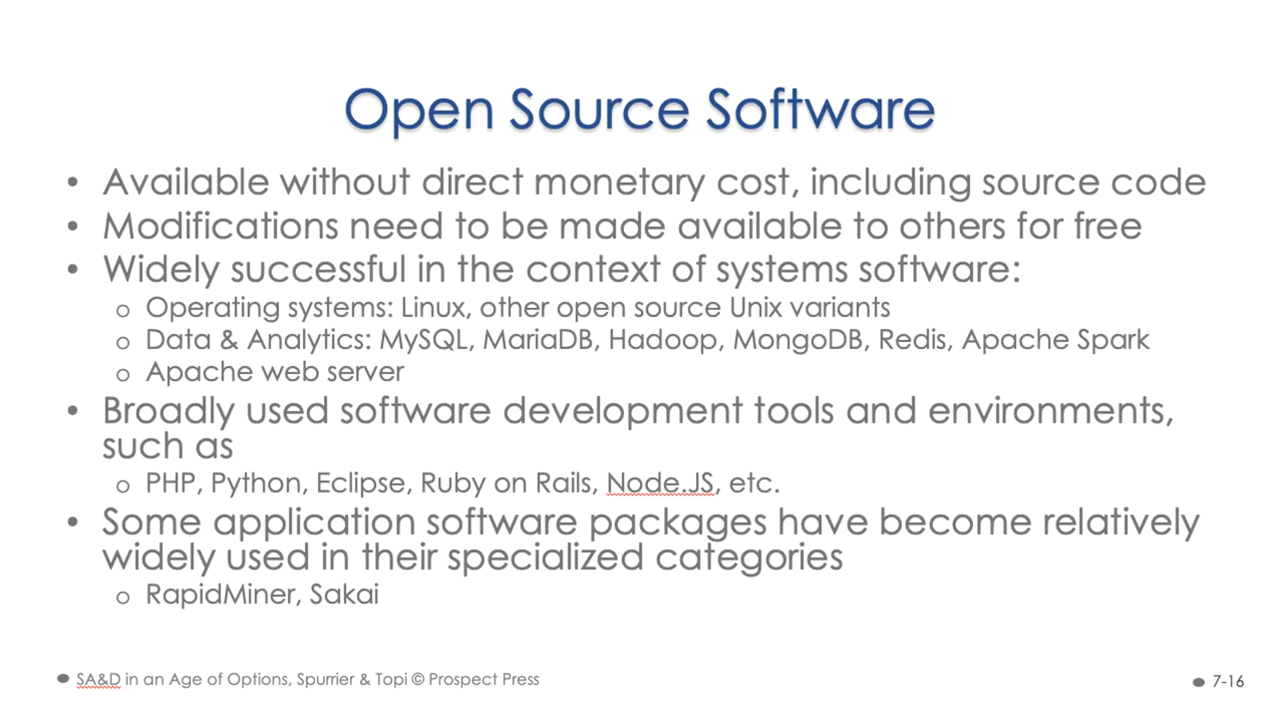 Open Source Software
• Available without direct monetary cost, including source code
• Modifications need to be made available to others for free
• Widely successful in the context of systems software:
o Operating systems: Linux, other open source Unix variants
o Data & Analytics: MySQL, MariaDB, Hadoop, MongoDB, Redis, Apache Spark
o Apache web server
• Broadly used software development tools and environments,
such as
o PHP, Python, Eclipse, Ruby on Rails, Node.JS, etc.
• Some application software packages have become relatively
widely used in their specialized categories
o RapidMiner, Sakai
• SA&D in an Age of Options, Spurrier & Topi © Prospect Press
• 7-16